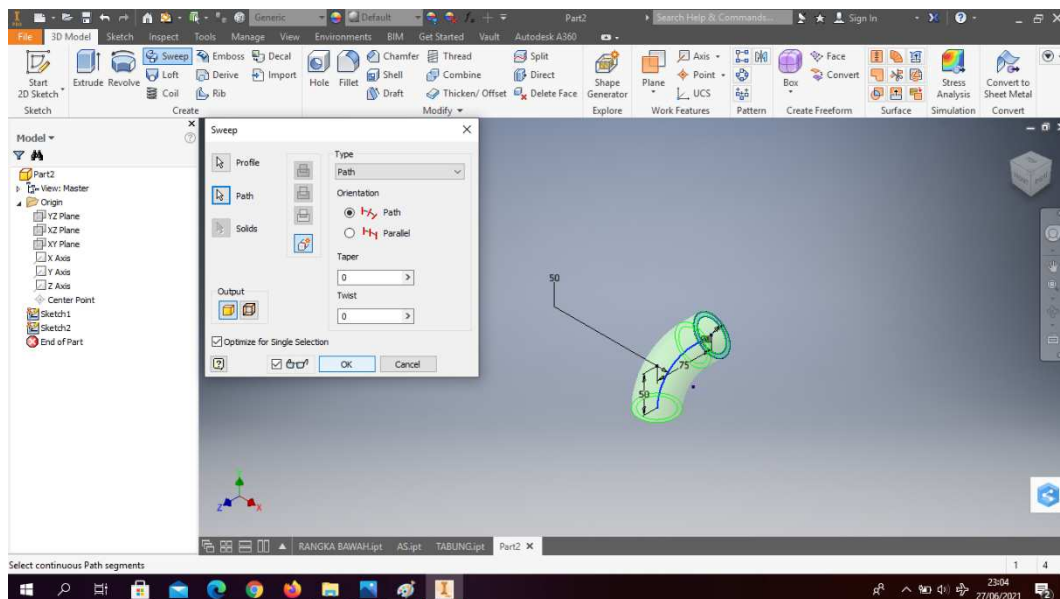 Generic
Default
Part2
Search Help & Commands...
Sign In
File 3D Model Sketch Inspect Tools Manage View Environments BIM Get Started Vault Autodesk A360
Start
2D Sketch
Extrude Revolve
Sweep
Loft
Coil
Emboss
Derive
Rib
Decal
Import
Hole Fillet
Chamfer
Shell
Draft
Thread
Combine
Thicken/ Offset
Split
Direct
Delete Face
Shape
Generator
Plane
Axis
Point
UCS
Box
Face
Convert
Stress
Analysis
Convert to
Sheet Metal
Sketch Create Modify Explore Work Features Pattern Create Freeform Surface Simulation Convert
Model
Part2
View: Master
Origin
YZ Plane
XZ Plane
XY Plane
X Axis
Y Axis
Z Axis
Center Point
Sketch1
Sketch2
End of Part
Sweep
Profile
Path
Solids
Output
Type
Path
Orientation
Path
Parallel
Taper
0
Twist
0
Optimize for Single Selection
OK Cancel
50
75
50
Y
Z X
RANGKA BAWAH.ipt AS.ipt TABUNG.ipt Part2
Select continuous Path segments
1 4
23:04
27/06/2021